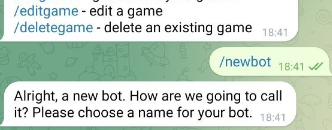 /editgame - edit a game
/deletegame - delete an existing game 18:41
/newbot 18:41
Alright, a new bot. How are we going to call
it? Please choose a name for your bot. 18:41